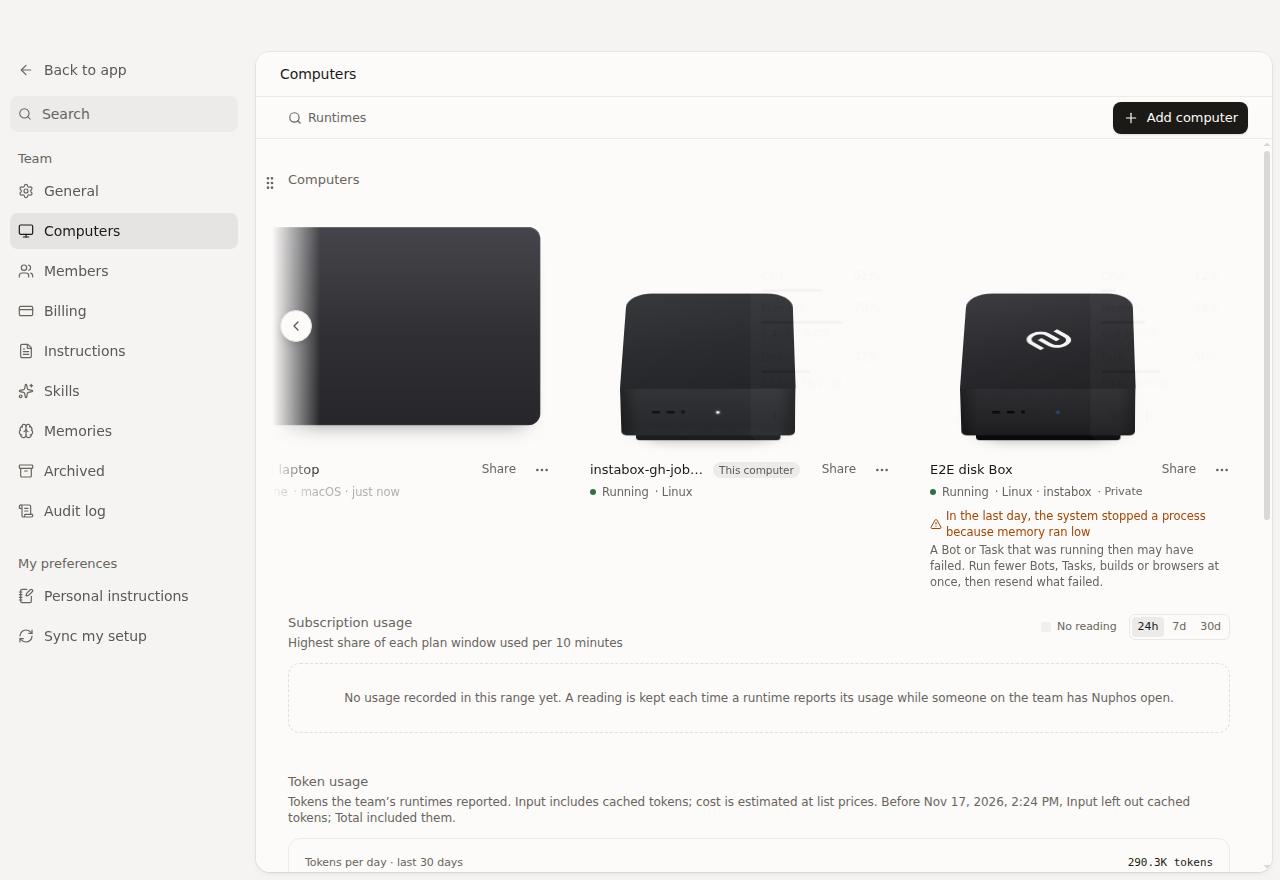 Back to app
Search
Team
General
Computers
Members
Billing
Instructions
Skills
Memories
Archived
Audit log
My preferences
Personal instructions
Sync my setup
Computers
Runtimes
Add computer
Computers
laptop
Share
· macOS · just now
instabox-gh-job…
This computer
Share
Running · Linux
E2E disk Box
Share
Running · Linux · instabox · Private
In the last day, the system stopped a process
because memory ran low
A Bot or Task that was running then may have
failed. Run fewer Bots, Tasks, builds or browsers at
once, then resend what failed.
Subscription usage
Highest share of each plan window used per 10 minutes
No reading
24h
7d
30d
No usage recorded in this range yet. A reading is kept each time a runtime reports its usage while someone on the team has Nuphos open.
Token usage
Tokens the team’s runtimes reported. Input includes cached tokens; cost is estimated at list prices. Before Nov 17, 2026, 2:24 PM, Input left out cached
tokens; Total included them.
Tokens per day · last 30 days
290.3K tokens